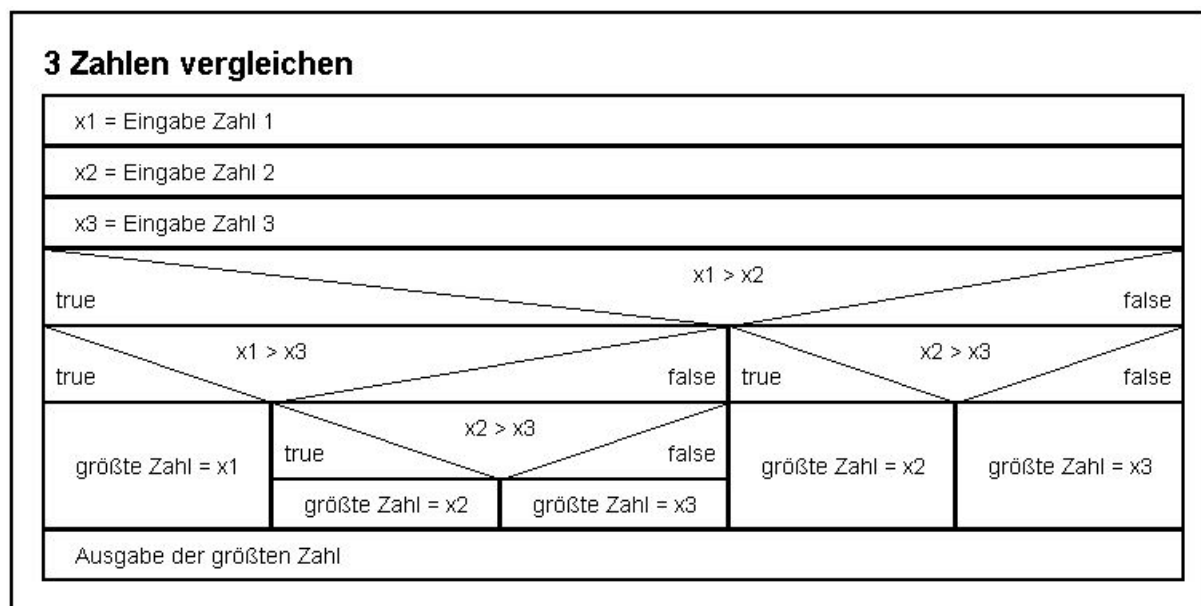 3 Zahlen vergleichen
x1 = Eingabe Zahl 1
x2 = Eingabe Zahl 2
x3 = Eingabe Zahl 3
x1 > x2
true false
x1 > x3 x2 > x3
true false true false
x2 > x3
true false
größte Zahl = x1 größte Zahl = x2 größte Zahl = x3
größte Zahl = x2 größte Zahl = x3
Ausgabe der größten Zahl